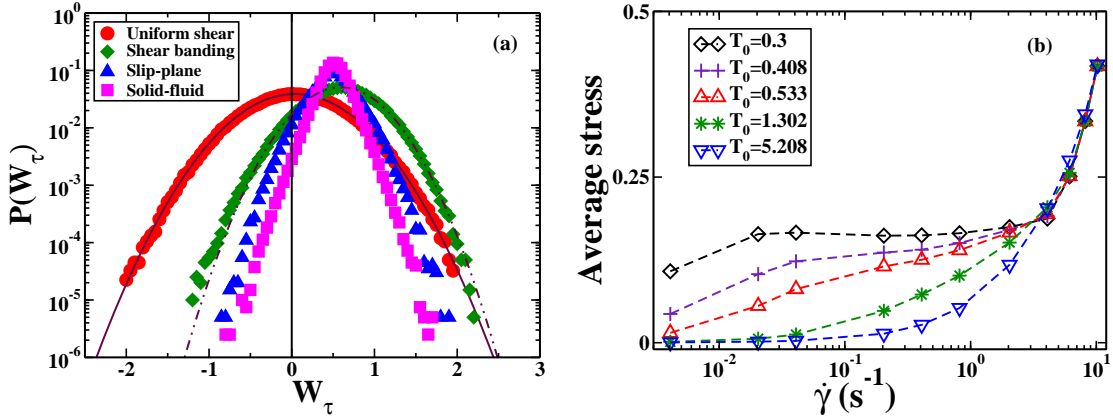 (a)
Uniform shear
Shear banding
Slip-plane
Solid-fluid
P(W_τ)
10^1
10^0
10^-1
10^-2
10^-3
10^-4
10^-5
10^-6
-2 -1 0 1 2 3
W_τ
(b)
T_0=0.3
T_0=0.408
T_0=0.533
T_0=1.302
T_0=5.208
Average stress
0.5
0.25
0
10^-2 10^-1 10^0 10^1
γ̇ (s^-1)